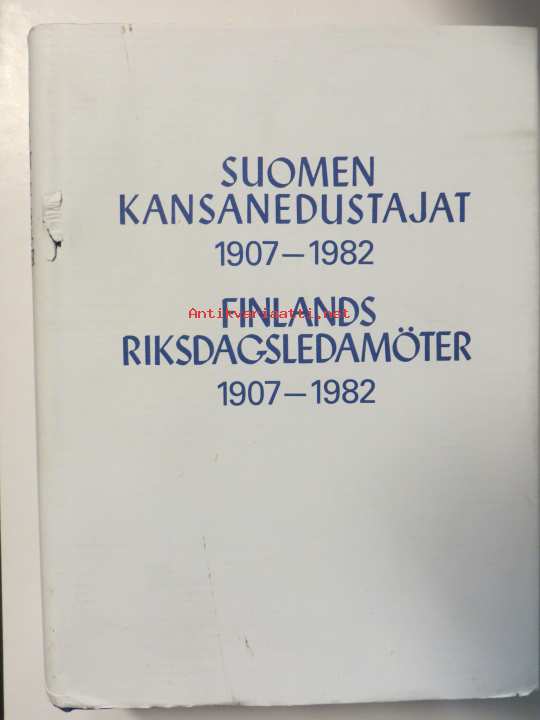 SUOMEN
KANSANEDUSTAJAT
1907–1982
Antikvariaatti.net
FINLANDS
RIKSDAGSLEDAMÖTER
1907–1982